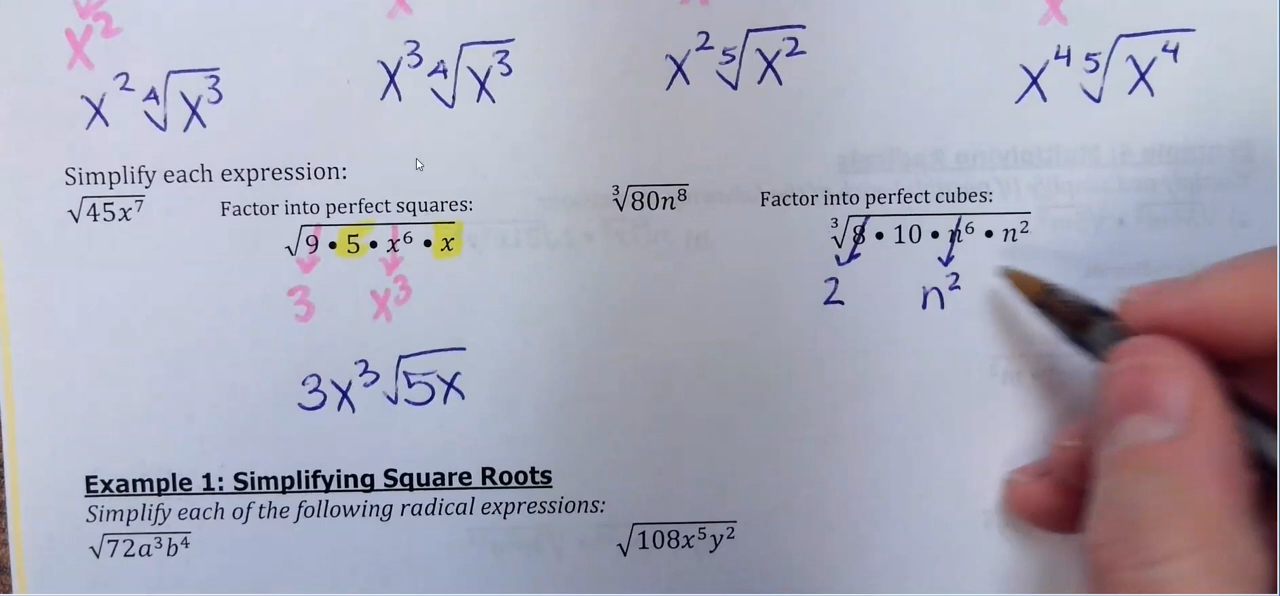 x²
x² ∜x³
x³ ∜x³
x² ⁵√x²
x⁴ ⁵√x⁴
Simplify each expression:
√45x⁷
Factor into perfect squares:
√9 • 5 • x⁶ • x
3 x³
3x³ √5x
³√80n⁸
Factor into perfect cubes:
³√8 • 10 • n⁶ • n²
2 n²
Example 1: Simplifying Square Roots
Simplify each of the following radical expressions:
√72a³b⁴
√108x⁵y²